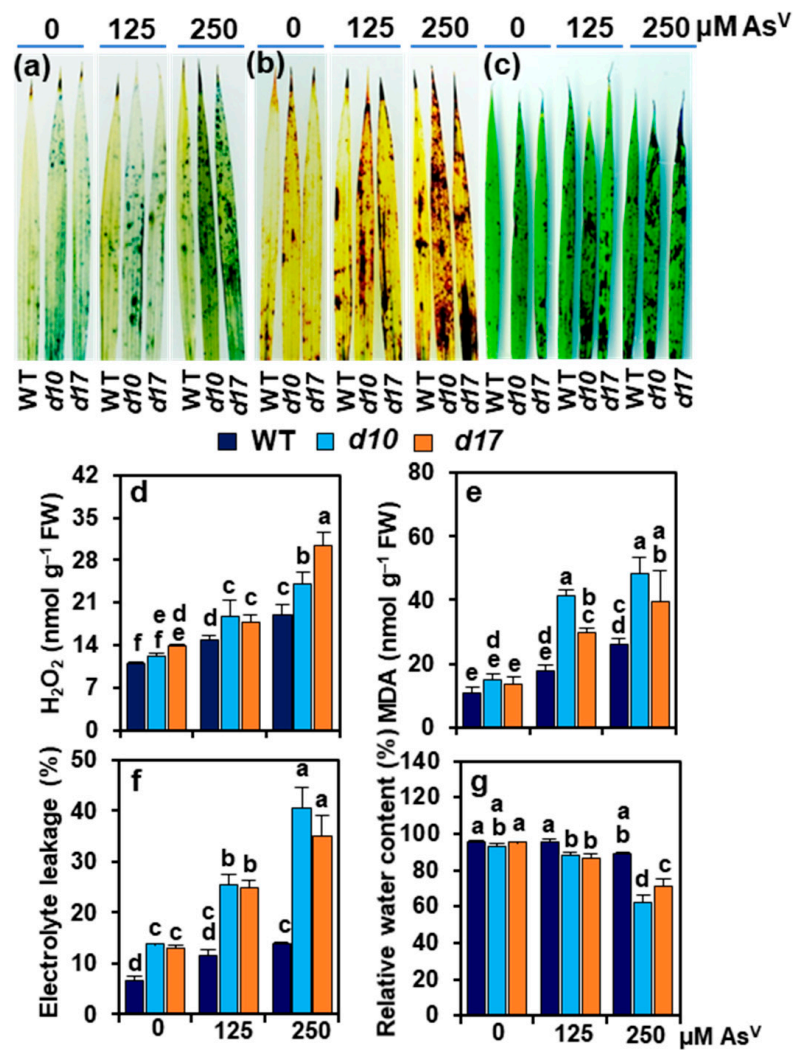 0 125 250 µM Asⱽ 0 125 250 0 125 250 µM Asⱽ
(a) (b) (c)
WT d10 d17 WT d10 d17 WT d10 d17 WT d10 d17 WT d10 d17 WT d10 d17 WT d10 d17 WT d10 d17 WT d10 d17
WT d10 d17
d
H₂O₂ (nmol g⁻¹ FW)
42
35
28
21
14
7
0
f e f d e d c c c b a
e
MDA (nmol g⁻¹ FW)
80
60
40
20
0
e d e e d e a b c c d a a b
f
Electrolyte leakage (%)
50
40
30
20
10
0
d c c c d b b c a a
0 125 250
g
Relative water content (%)
140
120
100
80
60
40
20
0
a a b a a b b a b d c
0 125 250 µM Asⱽ